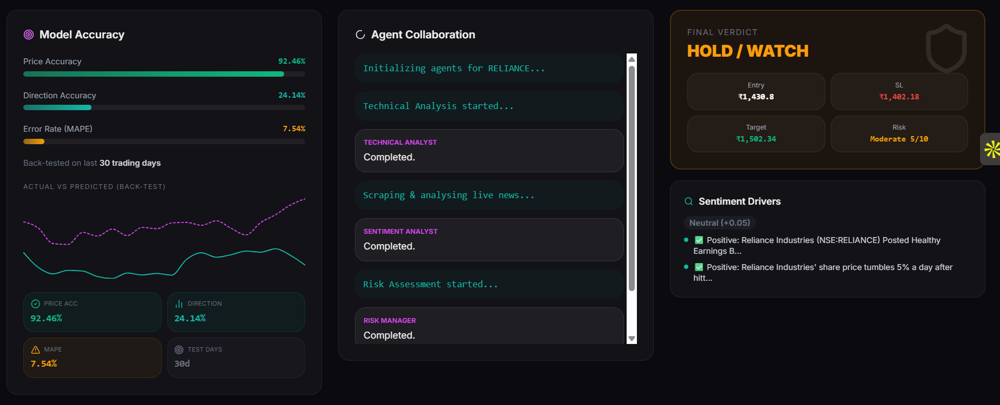 Model Accuracy
Price Accuracy
92.46%
Direction Accuracy
24.14%
Error Rate (MAPE)
7.54%
Back-tested on last 30 trading days
ACTUAL VS PREDICTED (BACK-TEST)
PRICE ACC
92.46%
DIRECTION
24.14%
MAPE
7.54%
TEST DAYS
30d
Agent Collaboration
Initializing agents for RELIANCE...
Technical Analysis started...
TECHNICAL ANALYST
Completed.
Scraping & analysing live news...
SENTIMENT ANALYST
Completed.
Risk Assessment started...
RISK MANAGER
Completed.
FINAL VERDICT
HOLD / WATCH
Entry
₹1,430.8
SL
₹1,402.18
Target
₹1,502.34
Risk
Moderate 5/10
Sentiment Drivers
Neutral (+0.05)
✅ Positive: Reliance Industries (NSE:RELIANCE) Posted Healthy
Earnings B...
✅ Positive: Reliance Industries' share price tumbles 5% a day after
hitt...